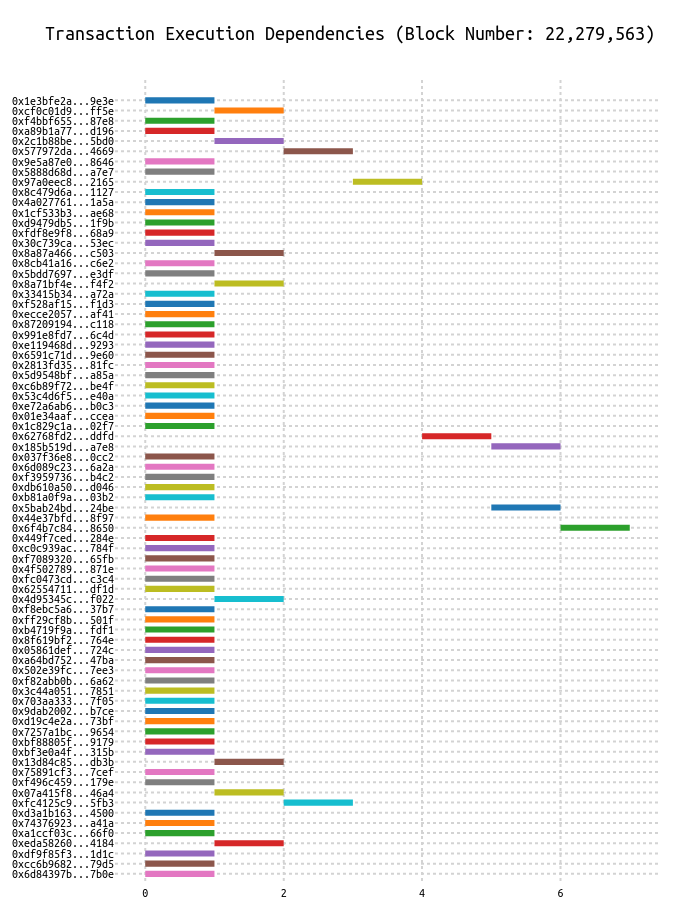 Transaction Execution Dependencies (Block Number: 22,279,563)
0x1e3bfe2a...9e3e
0xcf0c01d9...ff5e
0xf4bbf655...87e8
0xa89b1a77...d196
0x2c1b88be...5bd0
0x577972da...4669
0x9e5a87e0...8646
0x5888d68d...a7e7
0x97a0eec8...2165
0x8c479d6a...1127
0x4a027761...1a5a
0x1cf533b3...ae68
0xd9479db5...1f9b
0xfdf8e9f8...68a9
0x30c739ca...53ec
0x8a87a466...c503
0x8cb41a16...c6e2
0x5bdd7697...e3df
0x8a71bf4e...f4f2
0x33415b34...a72a
0xf528af15...f1d3
0xecce2057...af41
0x87209194...c118
0x991e8fd7...6c4d
0xe119468d...9293
0x6591c71d...9e60
0x2813fd35...81fc
0x5d9548bf...a85a
0xc6b89f72...be4f
0x53c4d6f5...e40a
0xe72a6ab6...b0c3
0x01e34aaf...ccea
0x1c829c1a...02f7
0x62768fd2...ddfd
0x185b519d...a7e8
0x037f36e8...0cc2
0x6d089c23...6a2a
0xf3959736...b4c2
0xdb610a50...d046
0xb81a0f9a...03b2
0x5bab24bd...24be
0x44e37bfd...8f97
0x6f4b7c84...8650
0x449f7ced...284e
0xc0c939ac...784f
0xf7089320...65fb
0x4f502789...871e
0xfc0473cd...c3c4
0x62554711...df1d
0x4d95345c...f022
0xf8ebc5a6...37b7
0xff29cf8b...501f
0xb4719f9a...fdf1
0x8f619bf2...764e
0x05861def...724c
0xa64bd752...47ba
0x502e39fc...7ee3
0xf82abb0b...6a62
0x3c44a051...7851
0x703aa333...7f05
0x9dab2002...b7ce
0xd19c4e2a...73bf
0x7257a1bc...9654
0xbf88805f...9179
0xbf3e0a4f...315b
0x13d84c85...db3b
0x75891cf3...7cef
0xf496c459...179e
0x07a415f8...46a4
0xfc4125c9...5fb3
0xd3a1b163...4500
0x74376923...a41a
0xa1ccf03c...66f0
0xeda58260...4184
0xdf9f85f3...1d1c
0xcc6b9682...79d5
0x6d84397b...7b0e
0 2 4 6